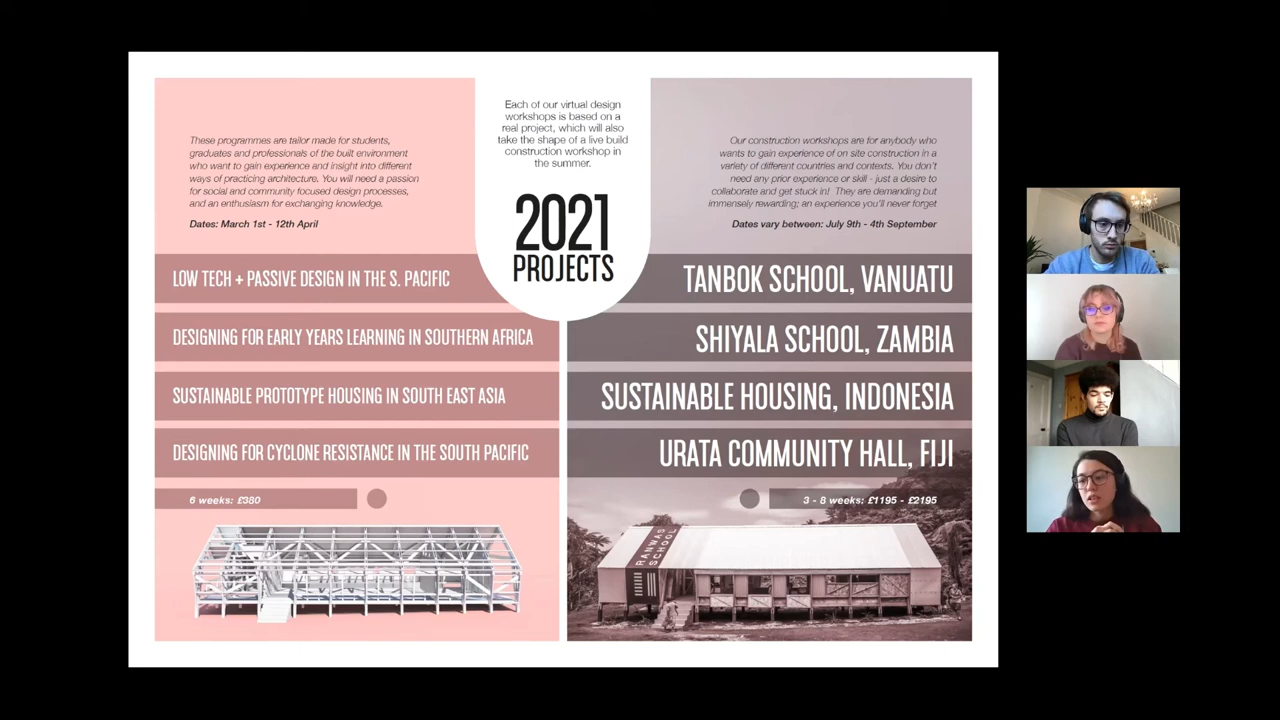 Each of our virtual design
workshops is based on a
real project, which will also
take the shape of a live build
construction workshop in
the summer.
2021
PROJECTS
These programmes are tailor made for students,
graduates and professionals of the built environment
who want to gain experience and insight into different
ways of practicing architecture. You will need a passion
for social and community focused design processes,
and an enthusiasm for exchanging knowledge.
Dates: March 1st - 12th April
LOW TECH + PASSIVE DESIGN IN THE S. PACIFIC
DESIGNING FOR EARLY YEARS LEARNING IN SOUTHERN AFRICA
SUSTAINABLE PROTOTYPE HOUSING IN SOUTH EAST ASIA
DESIGNING FOR CYCLONE RESISTANCE IN THE SOUTH PACIFIC
6 weeks: £380
Our construction workshops are for anybody who
wants to gain experience of on site construction in a
variety of different countries and contexts. You don't
need any prior experience or skill - just a desire to
collaborate and get stuck in! They are demanding but
immensely rewarding; an experience you'll never forget
Dates vary between: July 9th - 4th September
TANBOK SCHOOL, VANUATU
SHIYALA SCHOOL, ZAMBIA
SUSTAINABLE HOUSING, INDONESIA
URATA COMMUNITY HALL, FIJI
3 - 8 weeks: £1195 - £2195
RANWAS
SCHOOL